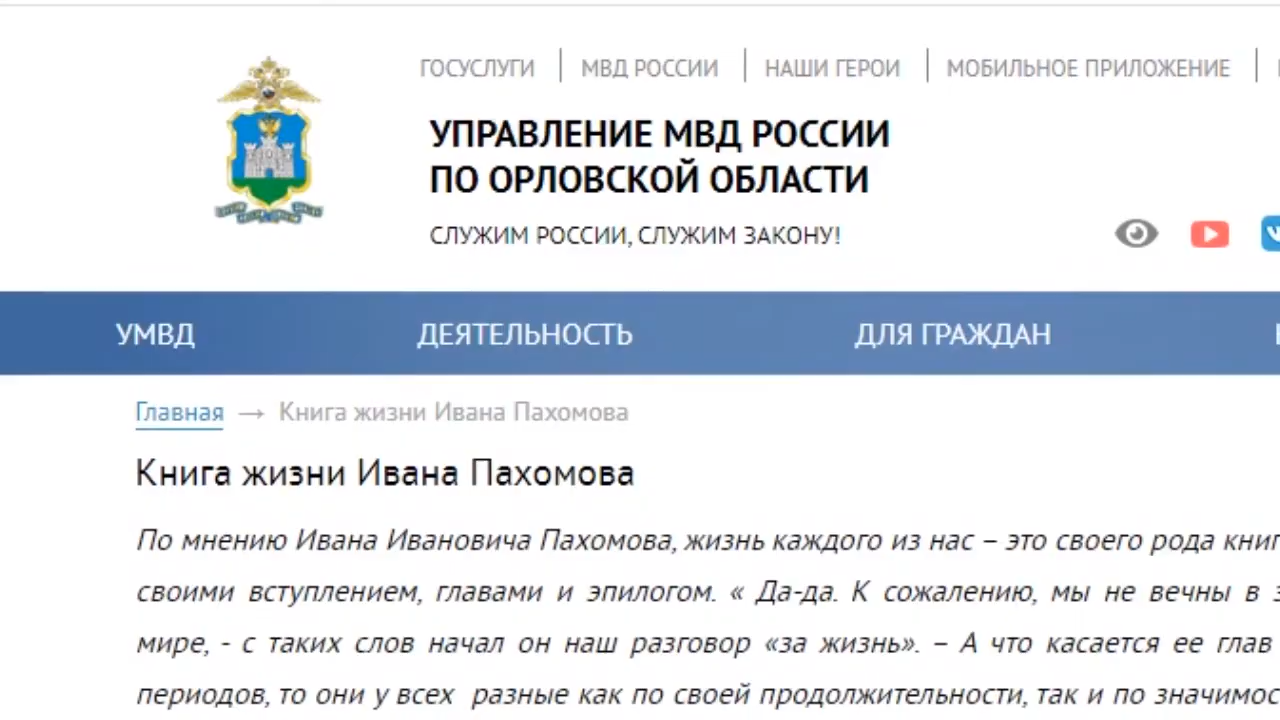 ГОСУСЛУГИ МВД РОССИИ НАШИ ГЕРОИ МОБИЛЬНОЕ ПРИЛОЖЕНИЕ
УПРАВЛЕНИЕ МВД РОССИИ
ПО ОРЛОВСКОЙ ОБЛАСТИ
СЛУЖИМ РОССИИ, СЛУЖИМ ЗАКОНУ!
УМВД ДЕЯТЕЛЬНОСТЬ ДЛЯ ГРАЖДАН
Главная → Книга жизни Ивана Пахомова
Книга жизни Ивана Пахомова
По мнению Ивана Ивановича Пахомова, жизнь каждого из нас – это своего рода
своими вступлением, главами и эпилогом. « Да-да. К сожалению, мы не вечны в
мире, - с таких слов начал он наш разговор «за жизнь». – А что касается ее глав
периодов, то они у всех разные как по своей продолжительности, так и по